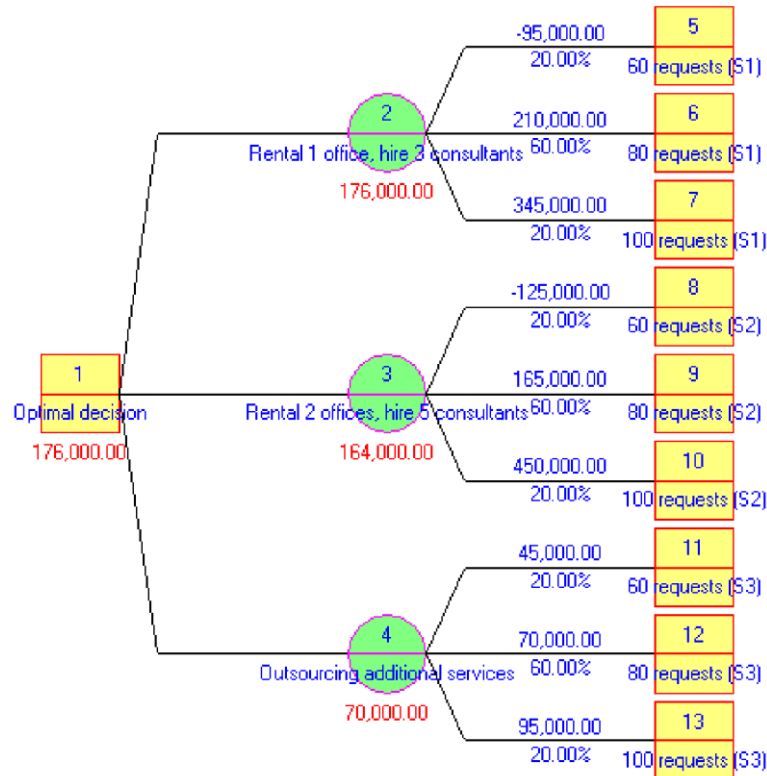 -95,000.00
20.00%
5
60 requests (S1)
2
Rental 1 office, hire 3 consultants
176,000.00
210,000.00
60.00%
6
80 requests (S1)
345,000.00
20.00%
7
100 requests (S1)
-125,000.00
20.00%
8
60 requests (S2)
1
Optimal decision
176,000.00
3
Rental 2 offices, hire 5 consultants
164,000.00
165,000.00
60.00%
9
80 requests (S2)
450,000.00
20.00%
10
100 requests (S2)
45,000.00
20.00%
11
60 requests (S3)
4
Outsourcing additional services
70,000.00
70,000.00
60.00%
12
80 requests (S3)
95,000.00
20.00%
13
100 requests (S3)